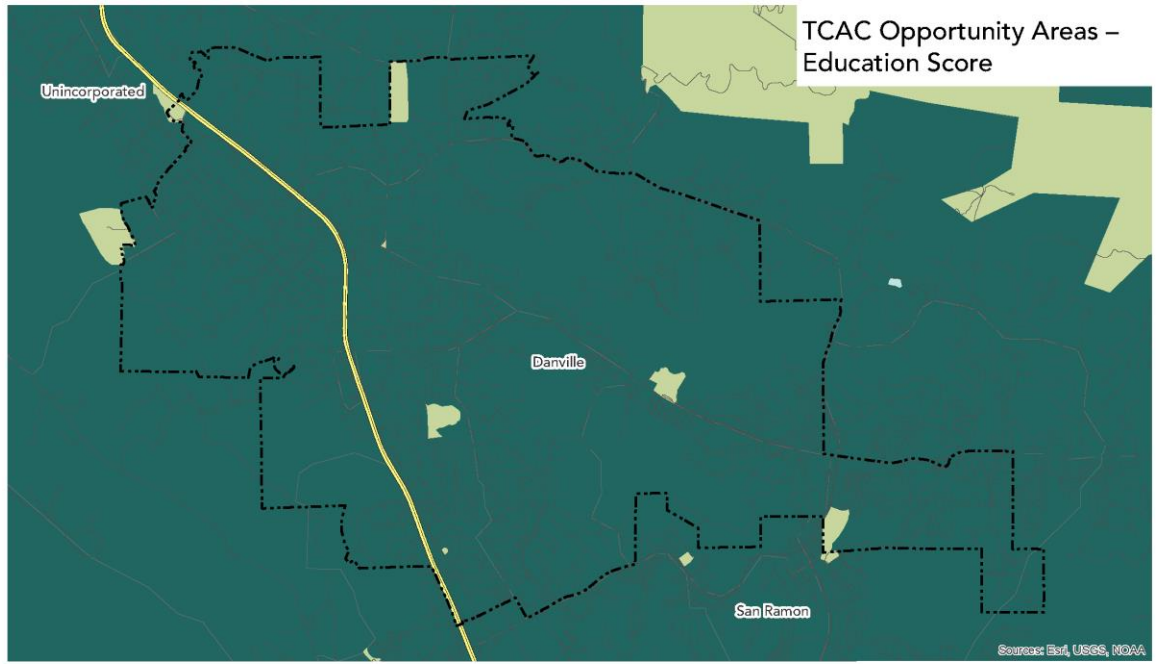 TCAC Opportunity Areas –
Education Score
Unincorporated
Danville
San Ramon
Sources: Esri, USGS, NOAA